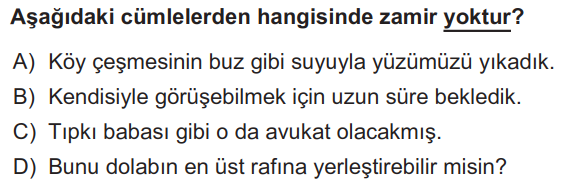 Aşağıdaki cümlelerden hangisinde zamir yoktur?
A) Köy çeşmesinin buz gibi suyuyla yüzümüzü yıkadık.
B) Kendisiyle görüşebilmek için uzun süre bekledik.
C) Tıpkı babası gibi o da avukat olacakmış.
D) Bunu dolabın en üst rafına yerleştirebilir misin?